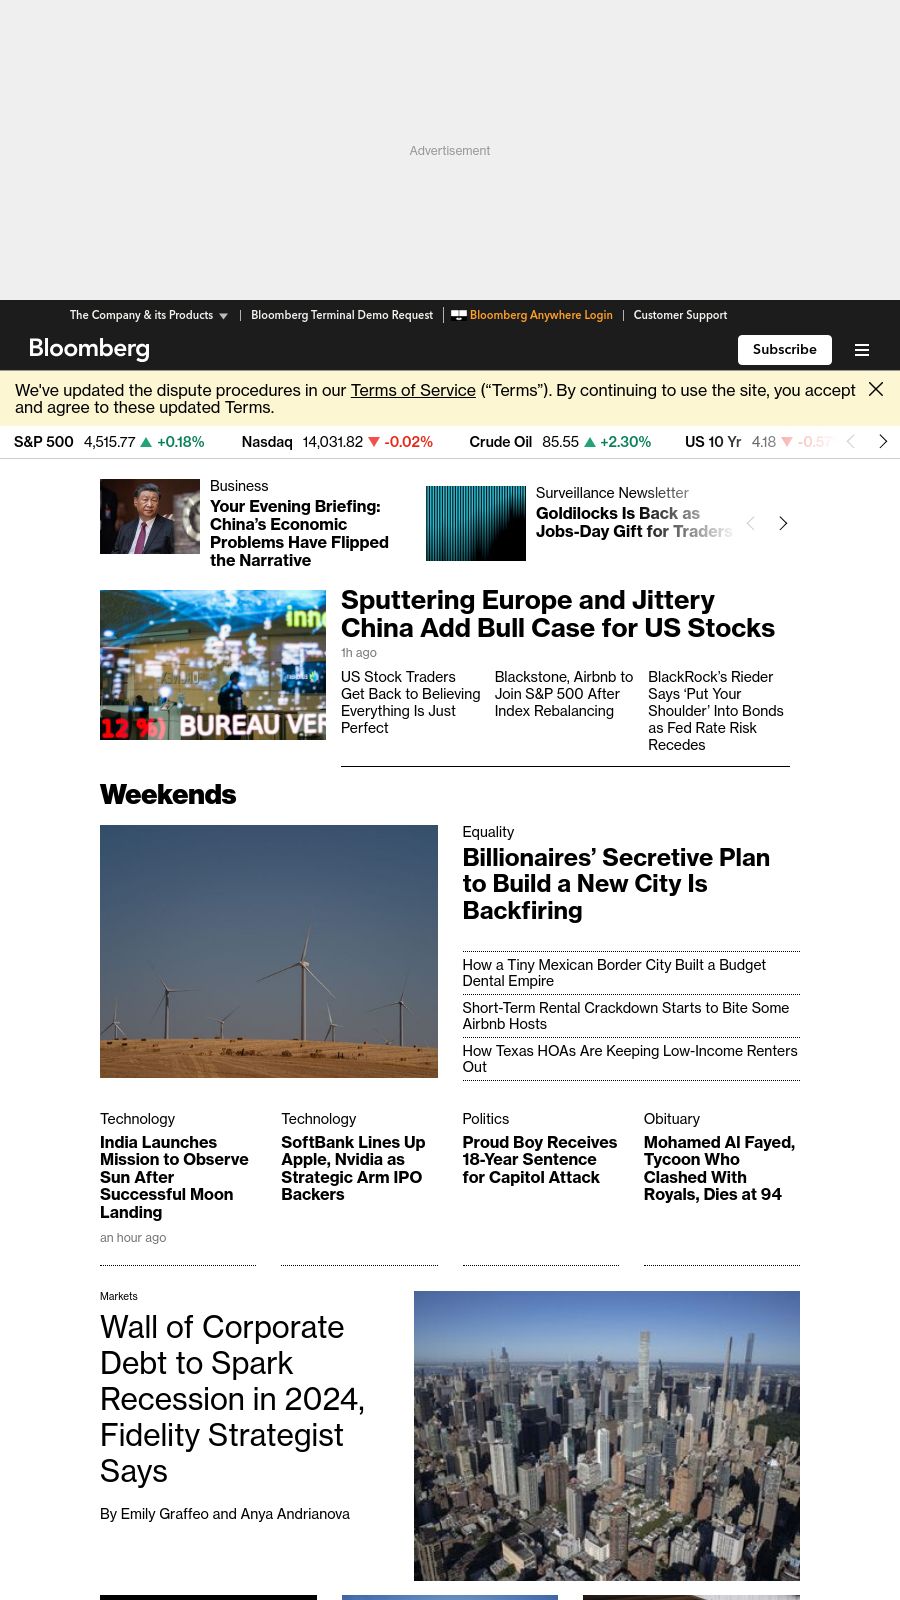 Advertisement
The Company & its Products
Bloomberg Terminal Demo Request
Bloomberg Anywhere Login
Customer Support
Bloomberg
Subscribe
We've updated the dispute procedures in our Terms of Service (“Terms”). By continuing to use the site, you accept
and agree to these updated Terms.
S&P 500 4,515.77 +0.18%
Nasdaq 14,031.82 -0.02%
Crude Oil 85.55 +2.30%
US 10 Yr 4.18 -0.57
Business
Your Evening Briefing:
China’s Economic
Problems Have Flipped
the Narrative
Surveillance Newsletter
Goldilocks Is Back as
Jobs-Day Gift for Traders
inn
12 %) BUREAU VER
Sputtering Europe and Jittery
China Add Bull Case for US Stocks
1h ago
US Stock Traders
Get Back to Believing
Everything Is Just
Perfect
Blackstone, Airbnb to
Join S&P 500 After
Index Rebalancing
BlackRock’s Rieder
Says ‘Put Your
Shoulder’ Into Bonds
as Fed Rate Risk
Recedes
Weekends
Equality
Billionaires’ Secretive Plan
to Build a New City Is
Backfiring
How a Tiny Mexican Border City Built a Budget
Dental Empire
Short-Term Rental Crackdown Starts to Bite Some
Airbnb Hosts
How Texas HOAs Are Keeping Low-Income Renters
Out
Technology
India Launches
Mission to Observe
Sun After
Successful Moon
Landing
an hour ago
Technology
SoftBank Lines Up
Apple, Nvidia as
Strategic Arm IPO
Backers
Politics
Proud Boy Receives
18-Year Sentence
for Capitol Attack
Obituary
Mohamed Al Fayed,
Tycoon Who
Clashed With
Royals, Dies at 94
Markets
Wall of Corporate
Debt to Spark
Recession in 2024,
Fidelity Strategist
Says
By Emily Graffeo and Anya Andrianova